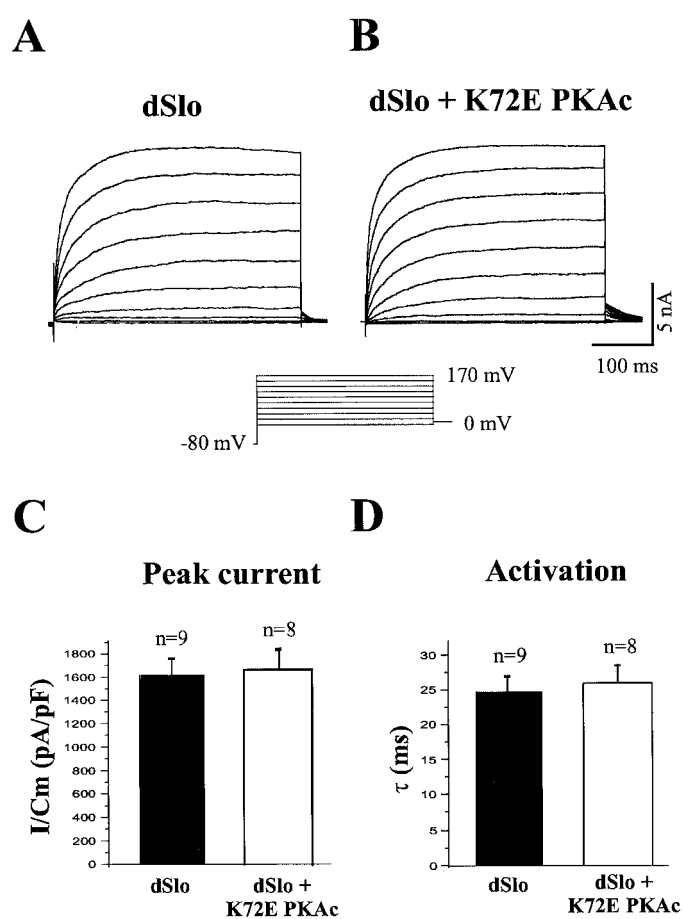 A
B
dSlo
dSlo + K72E PKAc
5 nA
100 ms
170 mV
0 mV
-80 mV
C
D
Peak current
Activation
n=9
n=8
1800
1600
1400
1200
1000
800
600
400
200
0
I/Cm (pA/pF)
dSlo
dSlo +
K72E PKAc
n=9
n=8
30
25
20
15
10
5
0
τ (ms)
dSlo
dSlo +
K72E PKAc